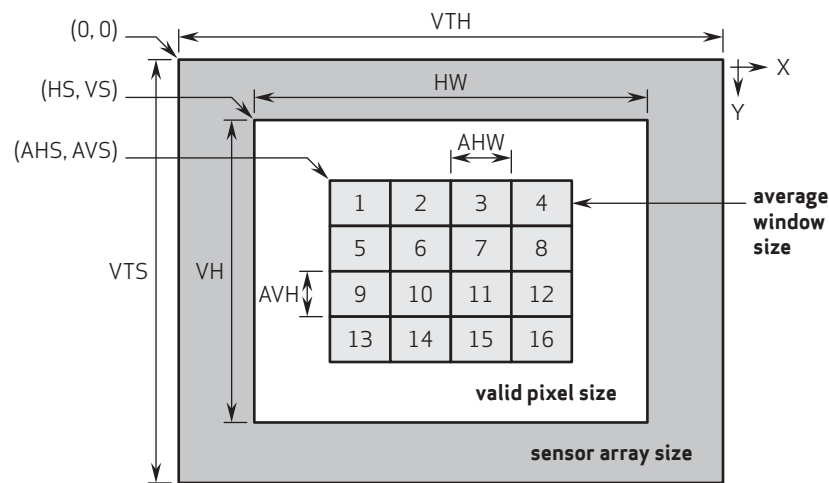 (0, 0)
VTH
X
(HS, VS)
HW
Y
(AHS, AVS)
AHW
1 2 3 4
average
window
size
5 6 7 8
VTS
VH
AVH
9 10 11 12
13 14 15 16
valid pixel size
sensor array size